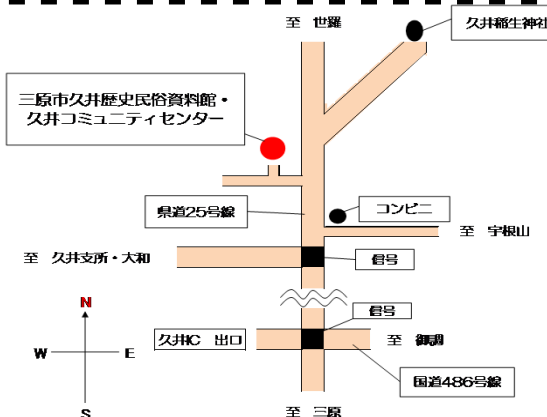 至 世羅
久井稲生神社
三原市久井歴史民俗資料館・
久井コミュニティセンター
県道25号線
コンビニ
至 宇根山
至 久井支所・大和
信号
信号
N
久井IC 出口
至 御調
W
E
国道486号線
S
至 三原